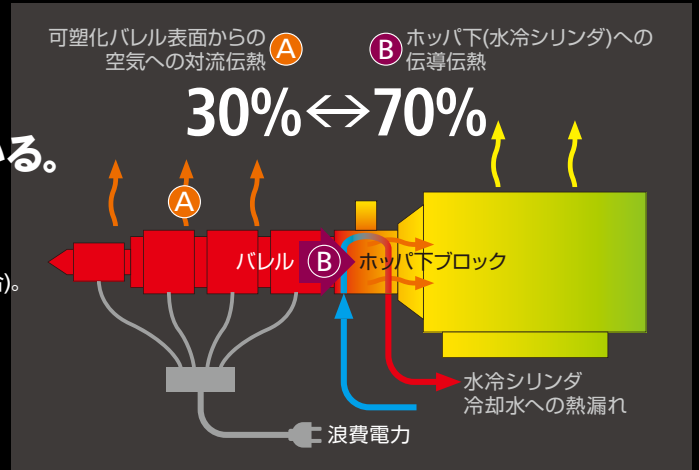 可塑化バレル表面からの
空気への対流伝熱
A
B
ホッパ下(水冷シリンダ)への
伝導伝熱
30%↔70%
いる。
A
バレル
B
ホッパ下ブロック
)。
水冷シリンダ
冷却水への熱漏れ
浪費電力